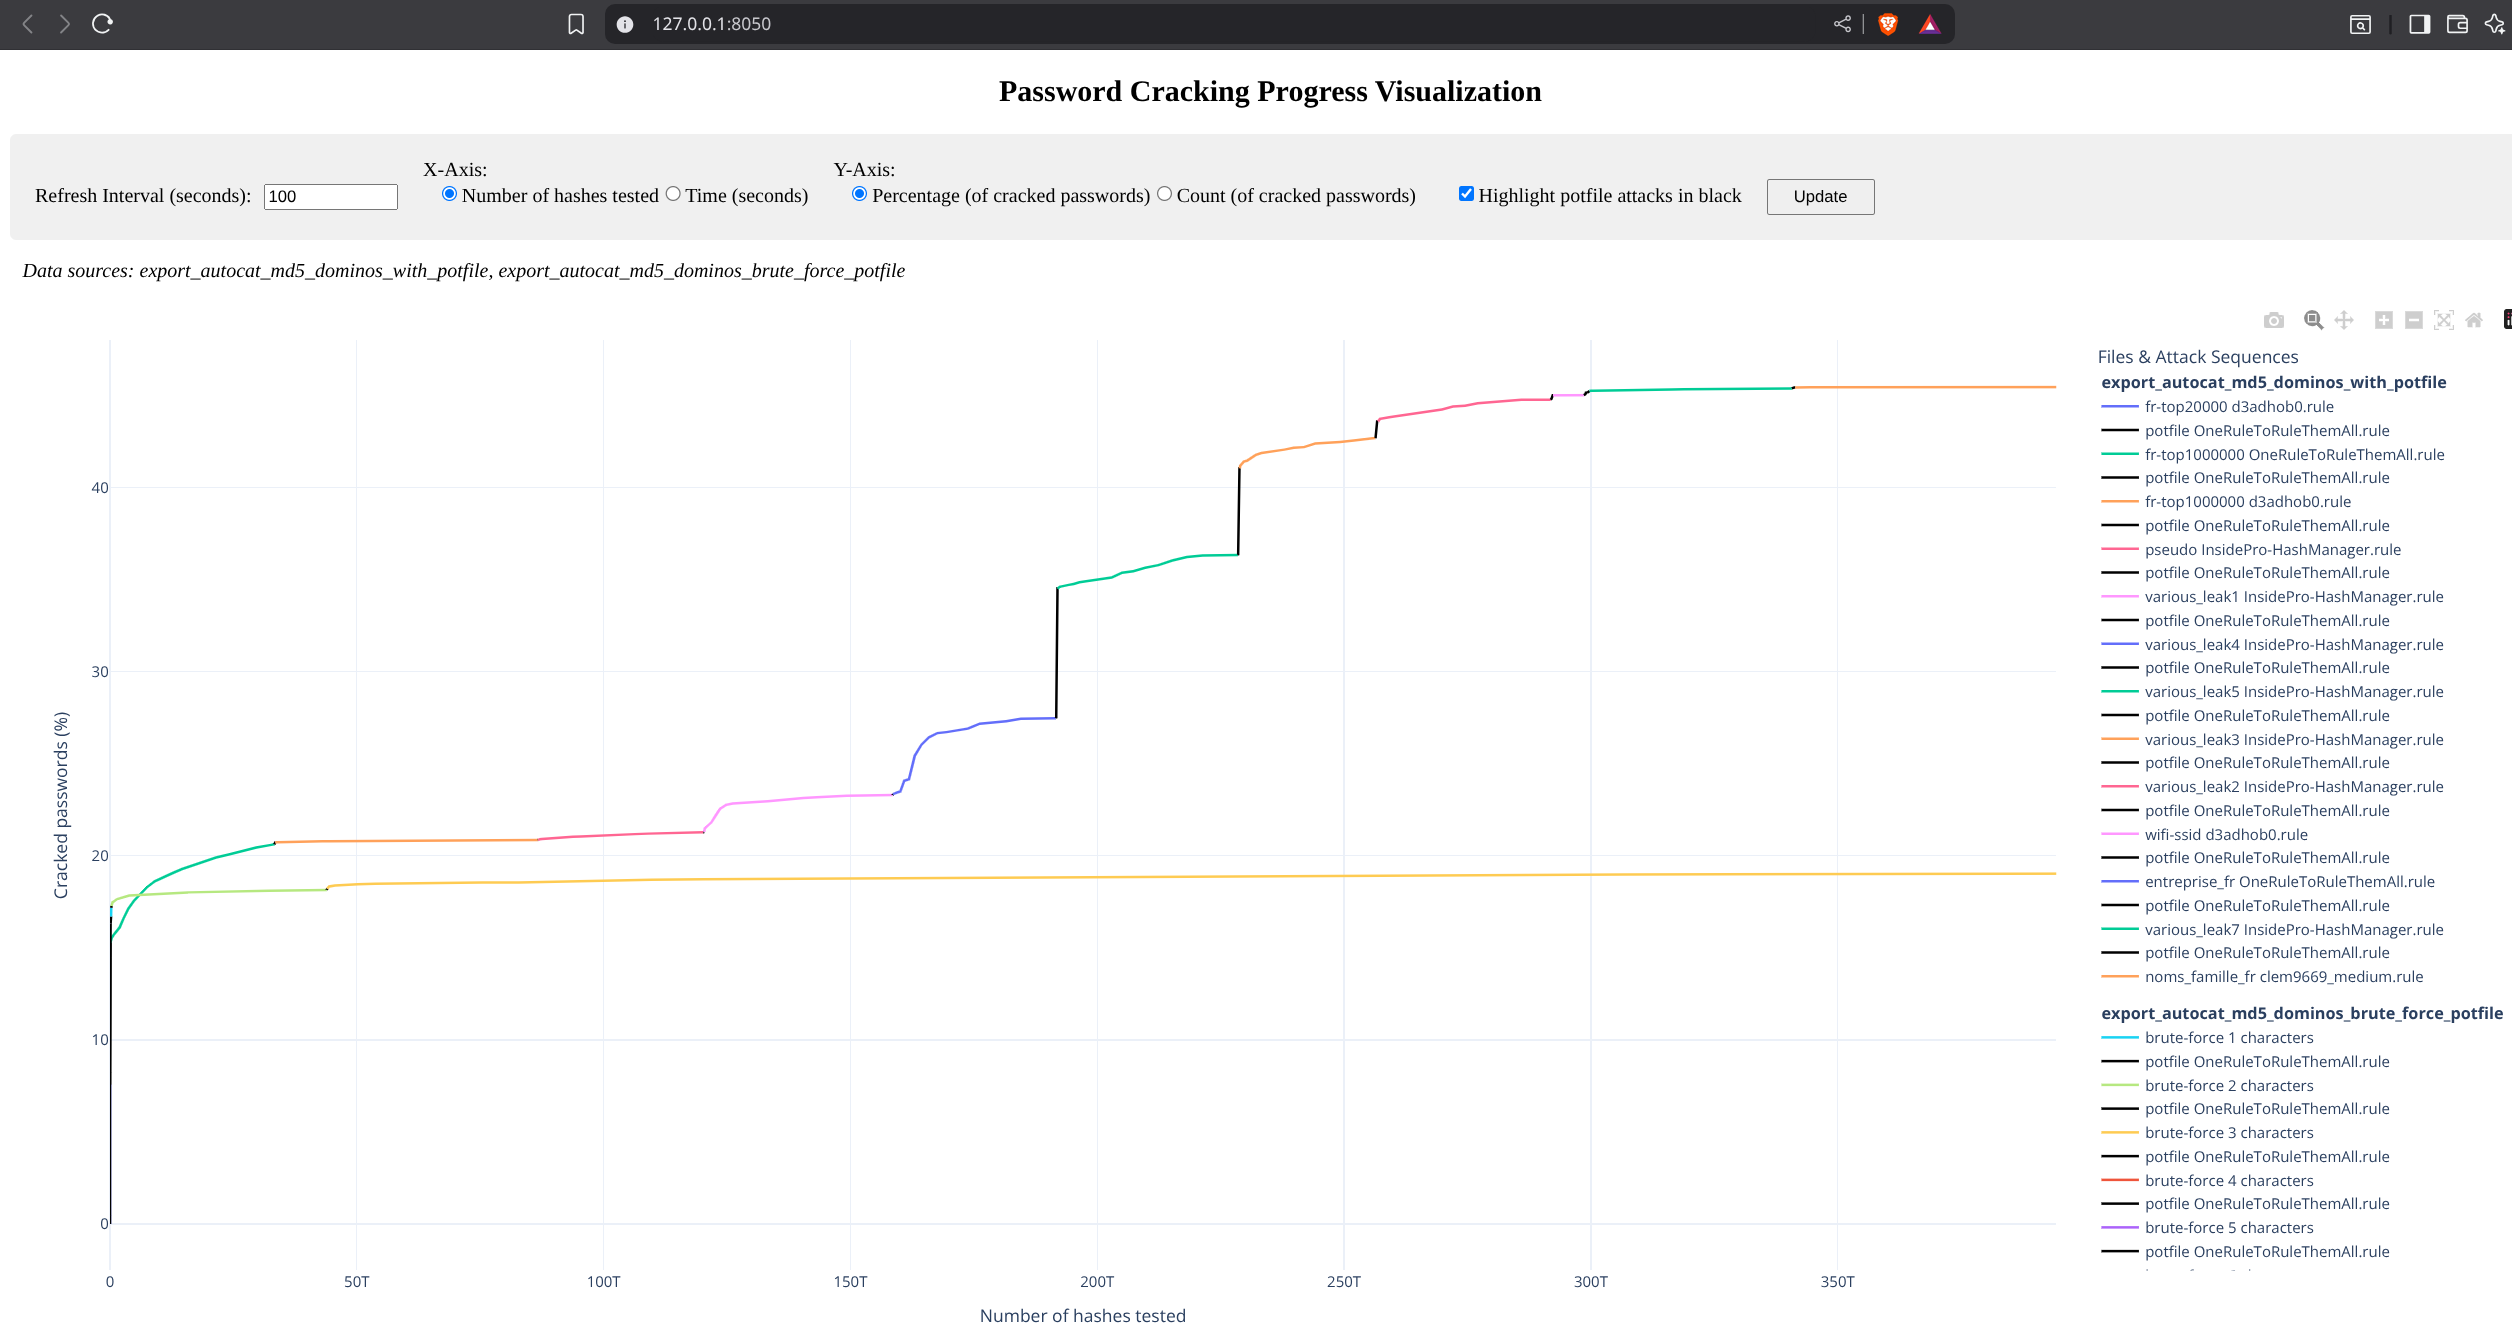 127.0.0.1:8050
Password Cracking Progress Visualization
X-Axis:
Y-Axis:
Refresh Interval (seconds): 100
Number of hashes tested Time (seconds)
Percentage (of cracked passwords) Count (of cracked passwords)
Highlight potfile attacks in black
Update
Data sources: export_autocat_md5_dominos_with_potfile, export_autocat_md5_dominos_brute_force_potfile
Cracked passwords (%)
40
30
20
10
0
0 50T 100T 150T 200T 250T 300T 350T
Number of hashes tested
Files & Attack Sequences
export_autocat_md5_dominos_with_potfile
fr-top20000 d3adhob0.rule
potfile OneRuleToRuleThemAll.rule
fr-top1000000 OneRuleToRuleThemAll.rule
potfile OneRuleToRuleThemAll.rule
fr-top1000000 d3adhob0.rule
potfile OneRuleToRuleThemAll.rule
pseudo InsidePro-HashManager.rule
potfile OneRuleToRuleThemAll.rule
various_leak1 InsidePro-HashManager.rule
potfile OneRuleToRuleThemAll.rule
various_leak4 InsidePro-HashManager.rule
potfile OneRuleToRuleThemAll.rule
various_leak5 InsidePro-HashManager.rule
potfile OneRuleToRuleThemAll.rule
various_leak3 InsidePro-HashManager.rule
potfile OneRuleToRuleThemAll.rule
various_leak2 InsidePro-HashManager.rule
potfile OneRuleToRuleThemAll.rule
wifi-ssid d3adhob0.rule
potfile OneRuleToRuleThemAll.rule
entreprise_fr OneRuleToRuleThemAll.rule
potfile OneRuleToRuleThemAll.rule
various_leak7 InsidePro-HashManager.rule
potfile OneRuleToRuleThemAll.rule
noms_famille_fr clem9669_medium.rule
export_autocat_md5_dominos_brute_force_potfile
brute-force 1 characters
potfile OneRuleToRuleThemAll.rule
brute-force 2 characters
potfile OneRuleToRuleThemAll.rule
brute-force 3 characters
potfile OneRuleToRuleThemAll.rule
brute-force 4 characters
potfile OneRuleToRuleThemAll.rule
brute-force 5 characters
potfile OneRuleToRuleThemAll.rule